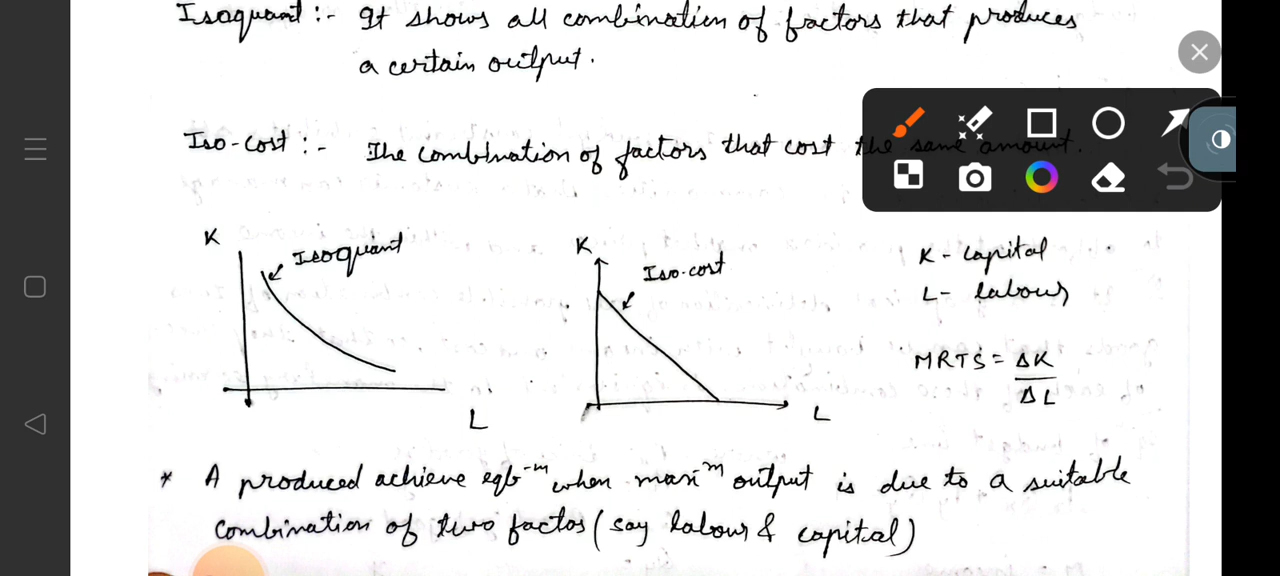 Isoquant :- It shows all combination of factors that produces
a certain output.
Iso-cost :- The combination of factors that cost the same amount.
K
Isoquant
L
K
Iso-cost
L
K - capital
L - labour
MRTS = ΔK
ΔL
* A produced achieve eqb-m when maxim output is due to a suitable
combination of two factos (say labour & capital)